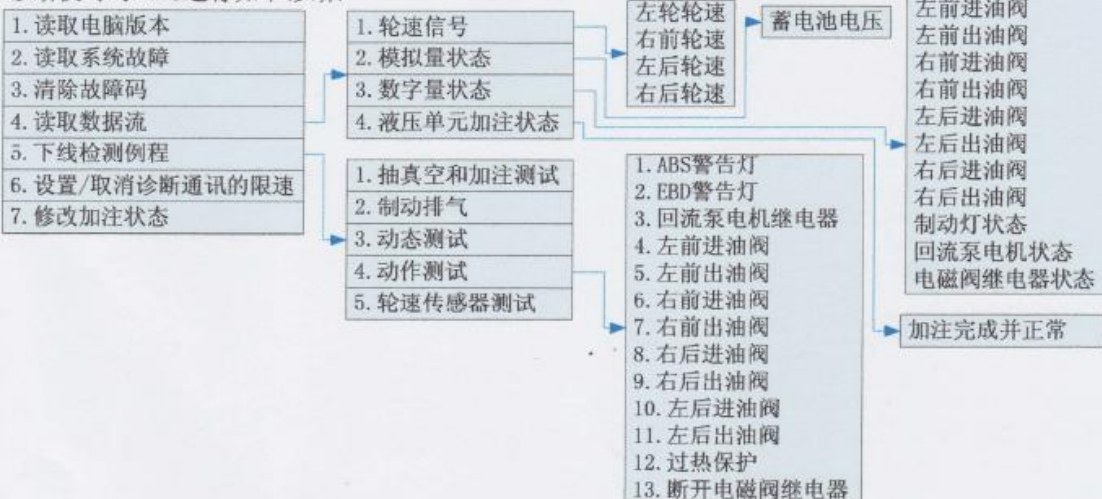 1. 读取电脑版本
2. 读取系统故障
3. 清除故障码
4. 读取数据流
5. 下线检测例程
6. 设置/取消诊断通讯的限速
7. 修改加注状态
1. 轮速信号
2. 模拟量状态
3. 数字量状态
4. 液压单元加注状态
1. 抽真空和加注测试
2. 制动排气
3. 动态测试
4. 动作测试
5. 轮速传感器测试
左轮轮速
右前轮速
左后轮速
右后轮速
蓄电池电压
1. ABS警告灯
2. EBD警告灯
3. 回流泵电机继电器
4. 左前进油阀
5. 左前出油阀
6. 右前进油阀
7. 右前出油阀
8. 右后进油阀
9. 右后出油阀
10. 左后进油阀
11. 左后出油阀
12. 过热保护
13. 断开电磁阀继电器
左前进油阀
左前出油阀
右前进油阀
右前出油阀
左后进油阀
左后出油阀
右后进油阀
右后出油阀
制动灯状态
回流泵电机状态
电磁阀继电器状态
加注完成并正常